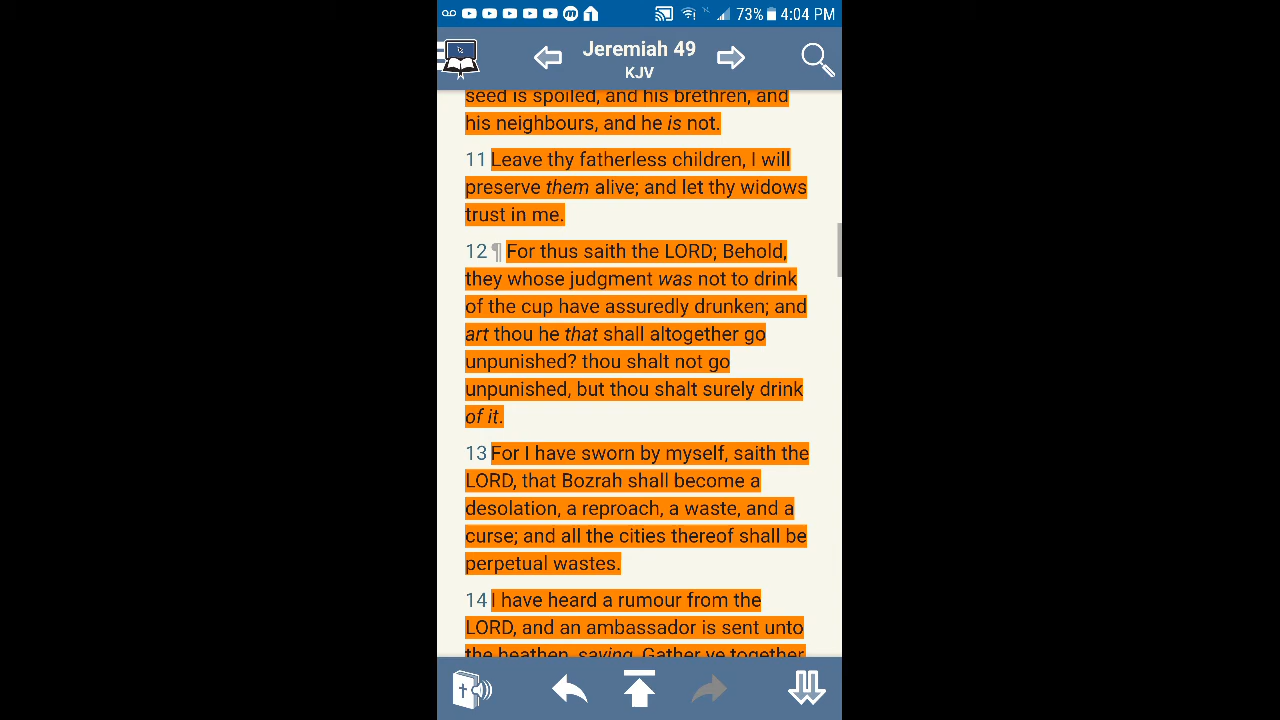 73% 4:04 PM
Jeremiah 49
KJV
seed is spoiled, and his brethren, and
his neighbours, and he is not.
11 Leave thy fatherless children, I will
preserve them alive; and let thy widows
trust in me.
12 ¶ For thus saith the LORD; Behold,
they whose judgment was not to drink
of the cup have assuredly drunken; and
art thou he that shall altogether go
unpunished? thou shalt not go
unpunished, but thou shalt surely drink
of it.
13 For I have sworn by myself, saith the
LORD, that Bozrah shall become a
desolation, a reproach, a waste, and a
curse; and all the cities thereof shall be
perpetual wastes.
14 I have heard a rumour from the
LORD, and an ambassador is sent unto
the heathen, saying, Gather ye together